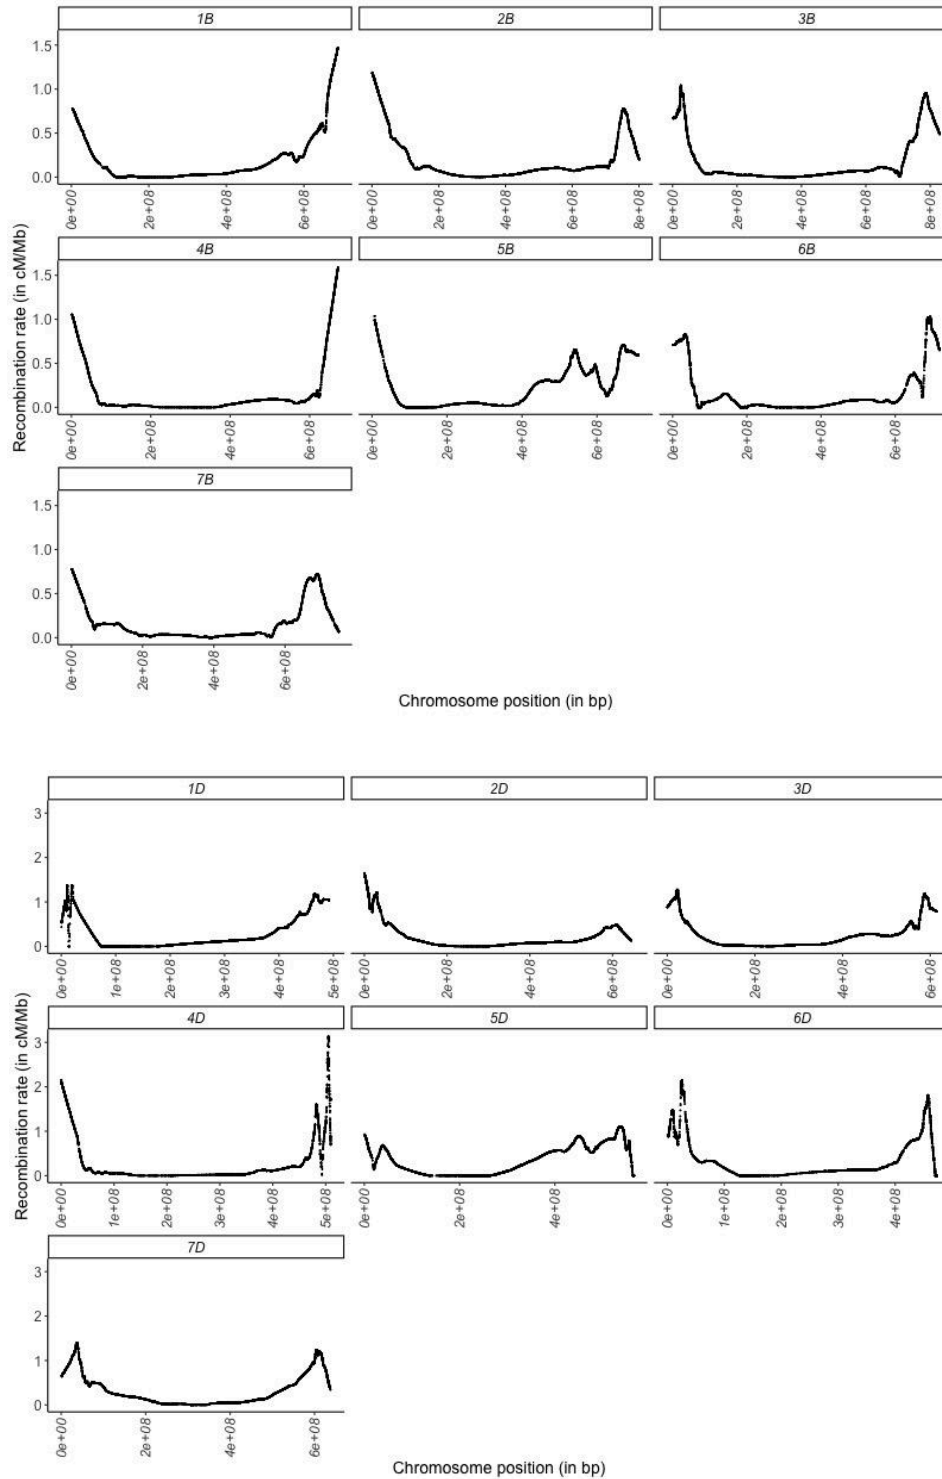 1B 2B 3B
1.5
1.0
0.5
0.0
0e+00 2e+08 4e+08 6e+08 0e+00 2e+08 4e+08 6e+08 8e+08 0e+00 2e+08 4e+08 6e+08 8e+08
4B 5B 6B
1.5
1.0
0.5
0.0
0e+00 2e+08 4e+08 6e+08 0e+00 2e+08 4e+08 6e+08 0e+00 2e+08 4e+08 6e+08
Recombination rate (in cM/Mb)
7B
1.5
1.0
0.5
0.0
0e+00 2e+08 4e+08 6e+08
Chromosome position (in bp)
1D 2D 3D
3
2
1
0
0e+00 1e+08 2e+08 3e+08 4e+08 5e+08 0e+00 2e+08 4e+08 6e+08 0e+00 2e+08 4e+08 6e+08
4D 5D 6D
3
2
1
0
0e+00 1e+08 2e+08 3e+08 4e+08 5e+08 0e+00 2e+08 4e+08 0e+00 1e+08 2e+08 3e+08 4e+08
Recombination rate (in cM/Mb)
7D
3
2
1
0
0e+00 2e+08 4e+08 6e+08
Chromosome position (in bp)